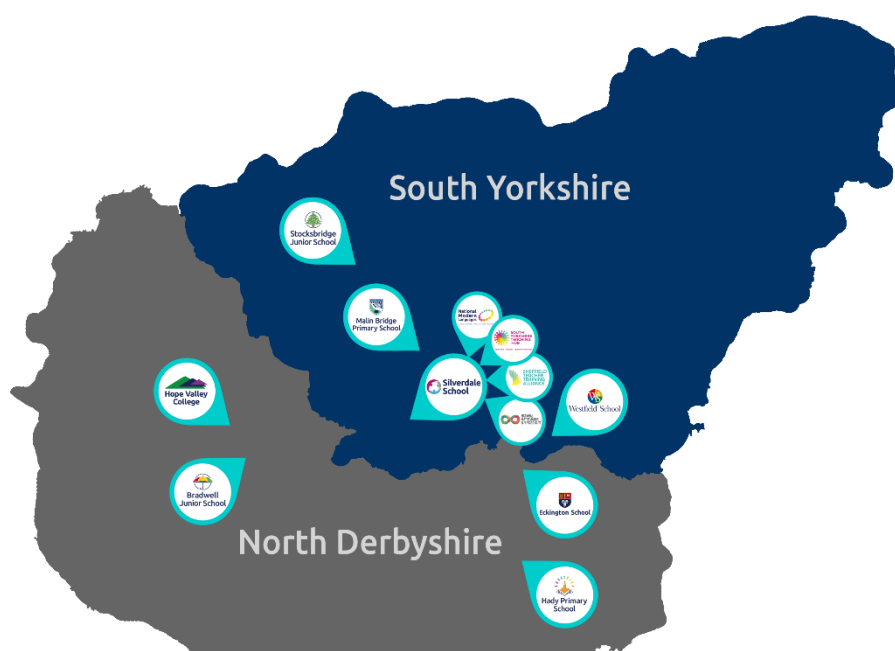 South Yorkshire
Stocksbridge
Junior School
Malin Bridge
Primary School
National
Modern
Languages
SOUTH
YORKSHIRE
TEACHING
HUB
Silverdale
School
SHEFFIELD
TEACHER
TRAINING
ALLIANCE
Westfield School
Hope Valley
College
Bradwell
Junior School
Eckington School
North Derbyshire
Hady Primary
School